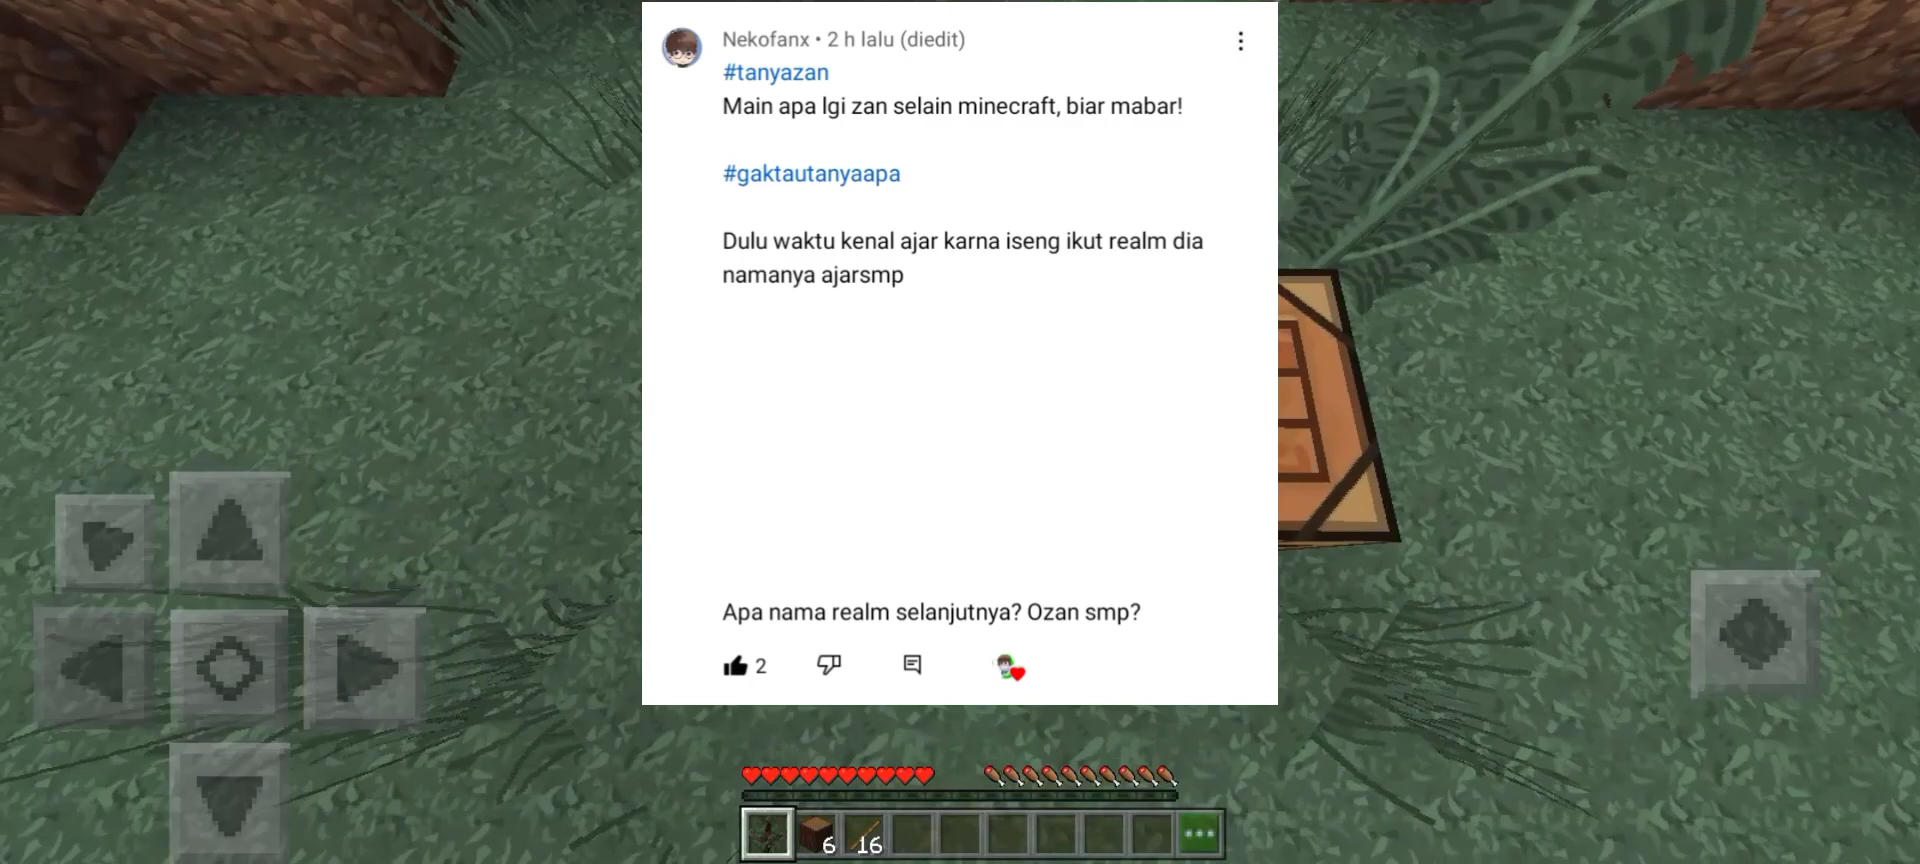 Nekofanx • 2 h lalu (diedit)
#tanyazan
Main apa lgi zan selain minecraft, biar mabar!
#gaktautanyaapa
Dulu waktu kenal ajar karna iseng ikut realm dia
namanya ajarsmp
Apa nama realm selanjutnya? Ozan smp?
2
6
16